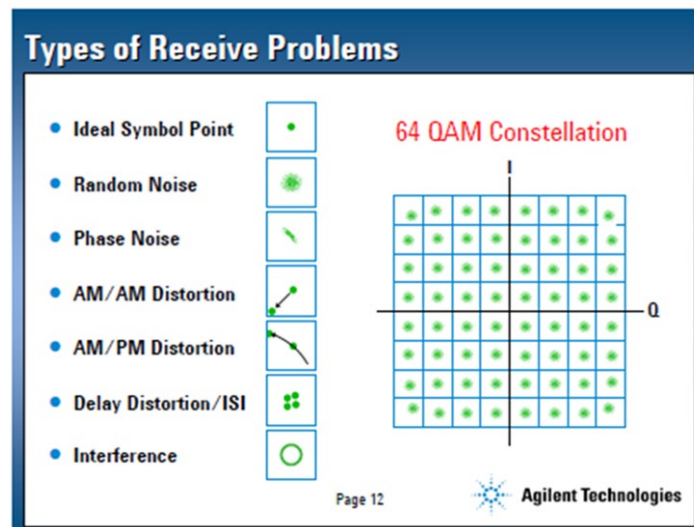 Types of Receive Problems
Ideal Symbol Point
Random Noise
Phase Noise
AM/AM Distortion
AM/PM Distortion
Delay Distortion/ISI
Interference
64 QAM Constellation
I
Q
Page 12
Agilent Technologies